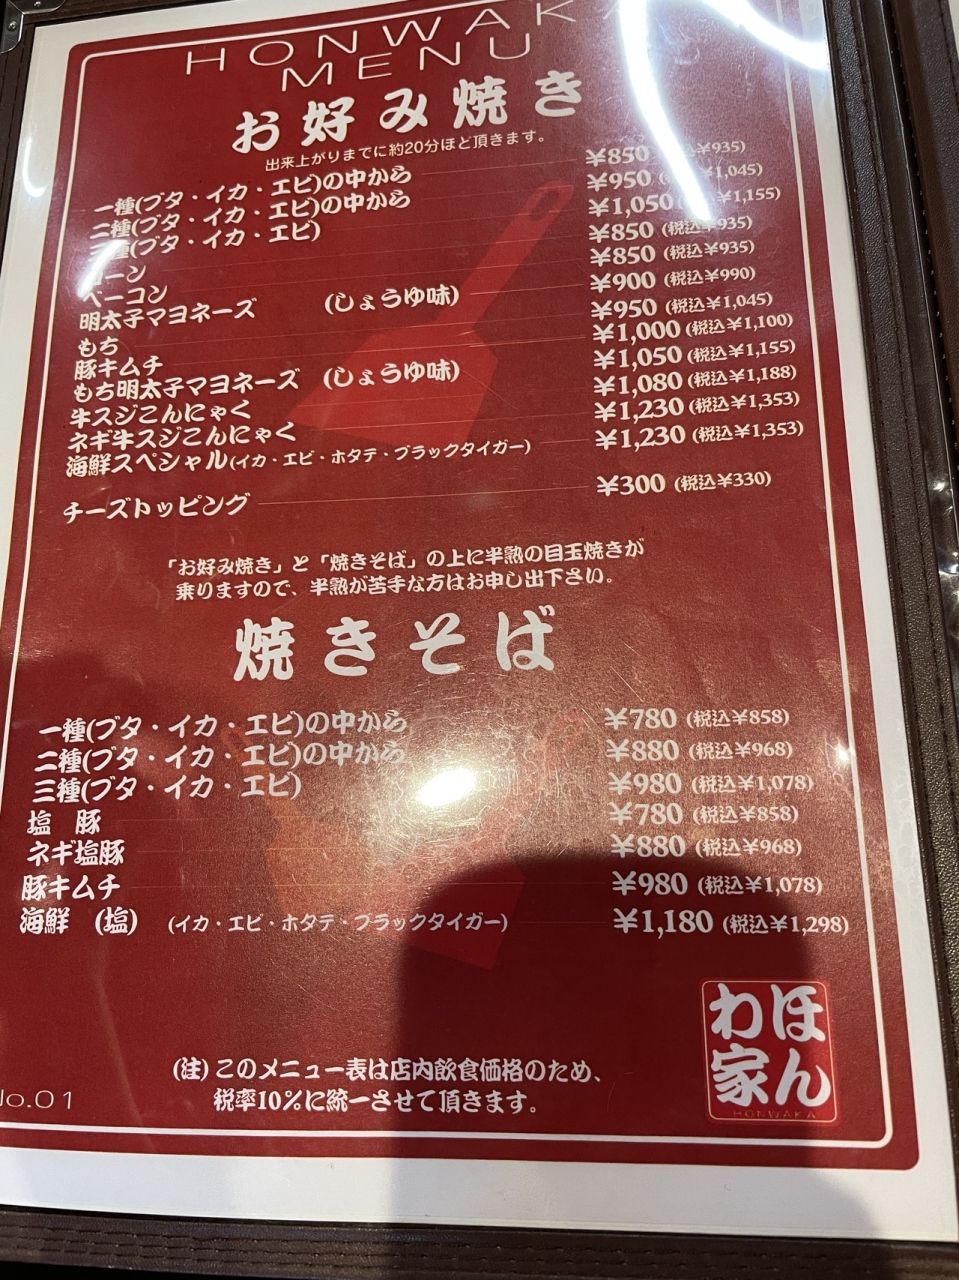 HONWAKA
MENU
お好み焼き
出来上がりまでに約20分ほど頂きます。
一種(ブタ・イカ・エビ)の中から ¥850 ¥935)
二種(ブタ・イカ・エビ)の中から ¥950 ¥1,045)
種(ブタ・イカ・エビ) ¥1,050 ¥1,155)
コーン ¥850 (税込¥935)
ベーコン ¥850 (税込¥935)
明太子マヨネーズ (しょうゆ味) ¥900 (税込¥990)
もち ¥950 (税込¥1,045)
豚キムチ ¥1,000 (税込¥1,100)
もち明太子マヨネーズ (しょうゆ味) ¥1,050 (税込¥1,155)
牛スジこんにゃく ¥1,080 (税込¥1,188)
ネギ牛スジこんにゃく ¥1,230 (税込¥1,353)
海鮮スペシャル(イカ・エビ・ホタテ・ブラックタイガー) ¥1,230 (税込¥1,353)
チーズトッピング ¥300 (税込¥330)
「お好み焼き」と「焼きそば」の上に半熟の目玉焼きが
乗りますので、半熟が苦手な方はお申し出下さい。
焼きそば
一種(ブタ・イカ・エビ)の中から ¥780 (税込¥858)
二種(ブタ・イカ・エビ)の中から ¥880 (税込¥968)
三種(ブタ・イカ・エビ) ¥980 (税込¥1,078)
塩 豚 ¥780 (税込¥858)
ネギ塩豚 ¥880 (税込¥968)
豚キムチ ¥980 (税込¥1,078)
海鮮 (塩) (イカ・エビ・ホタテ・ブラックタイガー) ¥1,180 (税込¥1,298)
(注)このメニュー表は店内飲食価格のため、
税率10%に統一させて頂きます。
No.01
ほん
わ家
HONWAKA